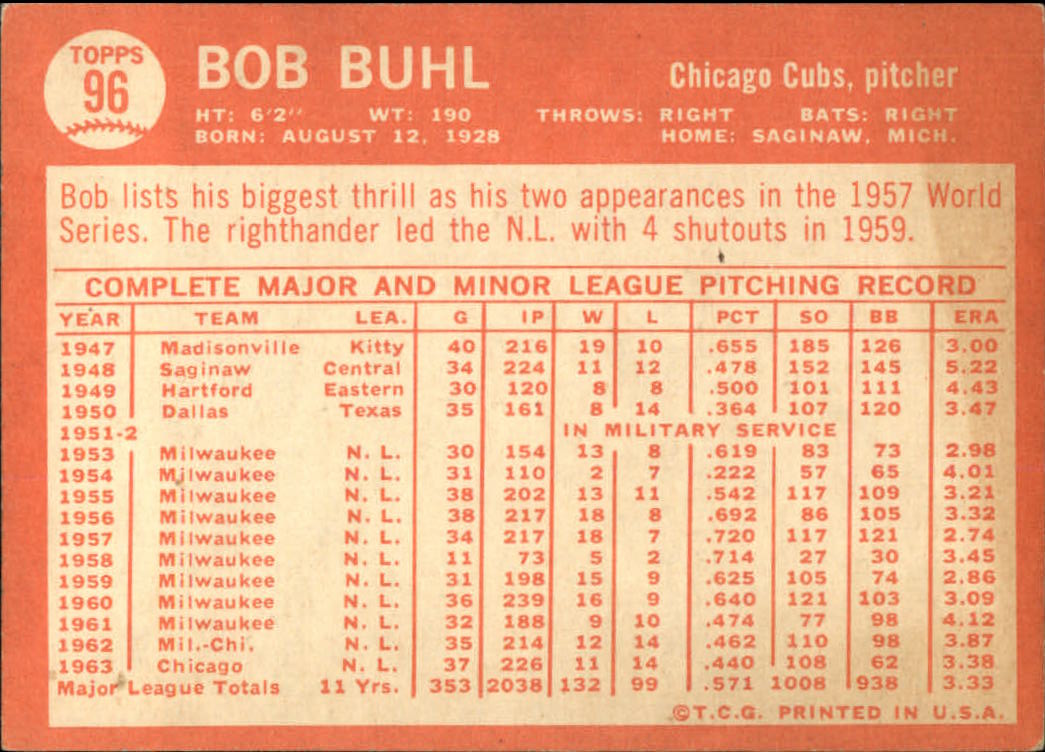 TOPPS
96
BOB BUHL
Chicago Cubs, pitcher
HT: 6'2" WT: 190 THROWS: RIGHT BATS: RIGHT
BORN: AUGUST 12, 1928 HOME: SAGINAW, MICH.
Bob lists his biggest thrill as his two appearances in the 1957 World
Series. The righthander led the N.L. with 4 shutouts in 1959.
COMPLETE MAJOR AND MINOR LEAGUE PITCHING RECORD
YEAR TEAM LEA. G IP W L PCT SO BB ERA
1947 Madisonville Kitty 40 216 19 10 .655 185 126 3.00
1948 Saginaw Central 34 224 11 12 .478 152 145 5.22
1949 Hartford Eastern 30 120 8 8 .500 101 111 4.43
1950 Dallas Texas 35 161 8 14 .364 107 120 3.47
1951-2 IN MILITARY SERVICE
1953 Milwaukee N. L. 30 154 13 8 .619 83 73 2.98
1954 Milwaukee N. L. 31 110 2 7 .222 57 65 4.01
1955 Milwaukee N. L. 38 202 13 11 .542 117 109 3.21
1956 Milwaukee N. L. 38 217 18 8 .692 86 105 3.32
1957 Milwaukee N. L. 34 217 18 7 .720 117 121 2.74
1958 Milwaukee N. L. 11 73 5 2 .714 27 30 3.45
1959 Milwaukee N. L. 31 198 15 9 .625 105 74 2.86
1960 Milwaukee N. L. 36 239 16 9 .640 121 103 3.09
1961 Milwaukee N. L. 32 188 9 10 .474 77 98 4.12
1962 Mil.-Chi. N. L. 35 214 12 14 .462 110 98 3.87
1963 Chicago N. L. 37 226 11 14 .440 108 62 3.38
Major League Totals 11 Yrs. 353 2038 132 99 .571 1008 938 3.33
©T.C.G. PRINTED IN U.S.A.